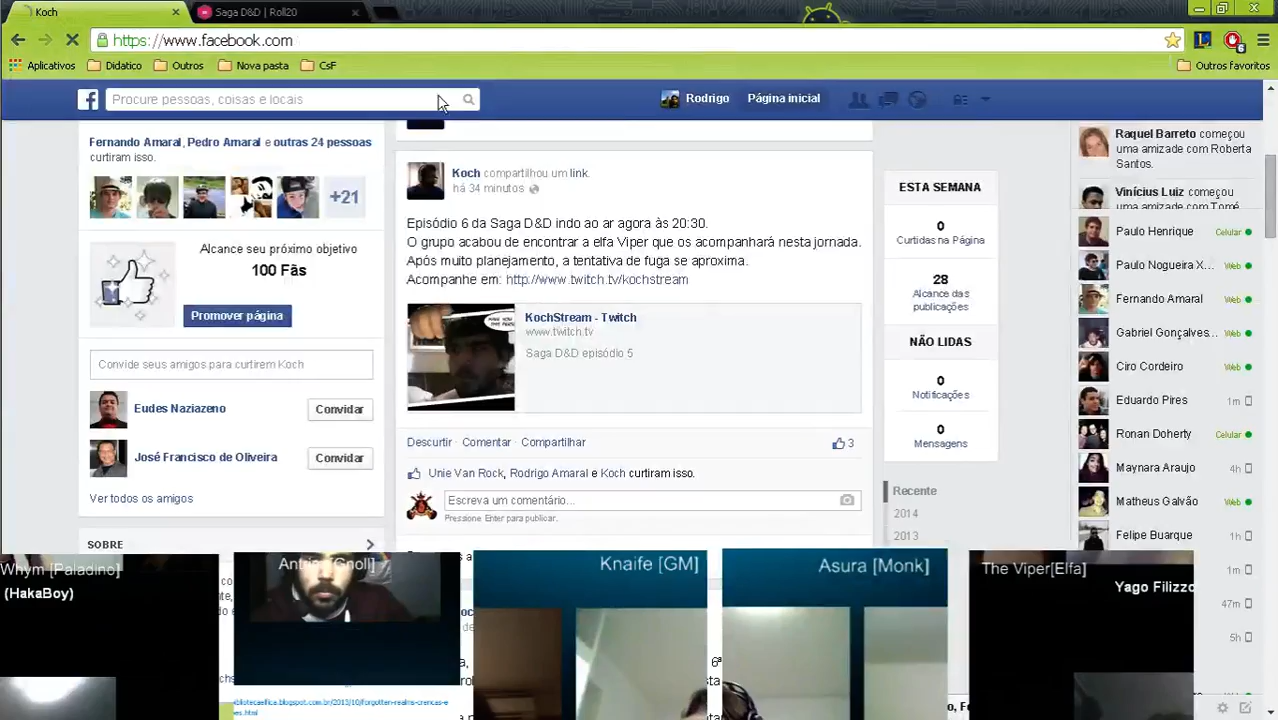 Koch
Saga D&D | Roll20
https://www.facebook.com
Aplicativos Didatico Outros Nova pasta CsF Outros favoritos
Procure pessoas, coisas e locais
Rodrigo Página inicial
Fernando Amaral, Pedro Amaral e outras 24 pessoas
curtiram isso.
+21
Alcance seu próximo objetivo
100 Fãs
Promover página
Convide seus amigos para curtirem Koch
Eudes Naziazeno Convidar
José Francisco de Oliveira Convidar
Ver todos os amigos
SOBRE
Koch compartilhou um link.
há 34 minutos
Episódio 6 da Saga D&D indo ao ar agora às 20:30.
O grupo acabou de encontrar a elfa Viper que os acompanhará nesta jornada.
Após muito planejamento, a tentativa de fuga se aproxima.
Acompanhe em: http://www.twitch.tv/kochstream
KochStream - Twitch
www.twitch.tv
Saga D&D episódio 5
Descurtir · Comentar · Compartilhar 3
Unie Van Rock, Rodrigo Amaral e Koch curtiram isso.
Escreva um comentário...
Pressione Enter para publicar.
ESTA SEMANA
0
Curtidas na Página
28
Alcance das
publicações
NÃO LIDAS
0
Notificações
0
Mensagens
Recente
2014
2013
Raquel Barreto começou
uma amizade com Roberta
Santos.
Vinícius Luiz começou
uma amizade com Tomé
Paulo Henrique Celular
Paulo Nogueira X... Web
Fernando Amaral Web
Gabriel Gonçalves... Web
Ciro Cordeiro Web
Eduardo Pires 1m
Ronan Doherty Celular
Maynara Araujo 4h
Matheus Galvão Web
Felipe Buarque 1h
1m
47m
5h
Whym [Paladino]
(HakaBoy)
Knaife [GM]
Asura [Monk]
The Viper[Elfa]
Yago Filizzo